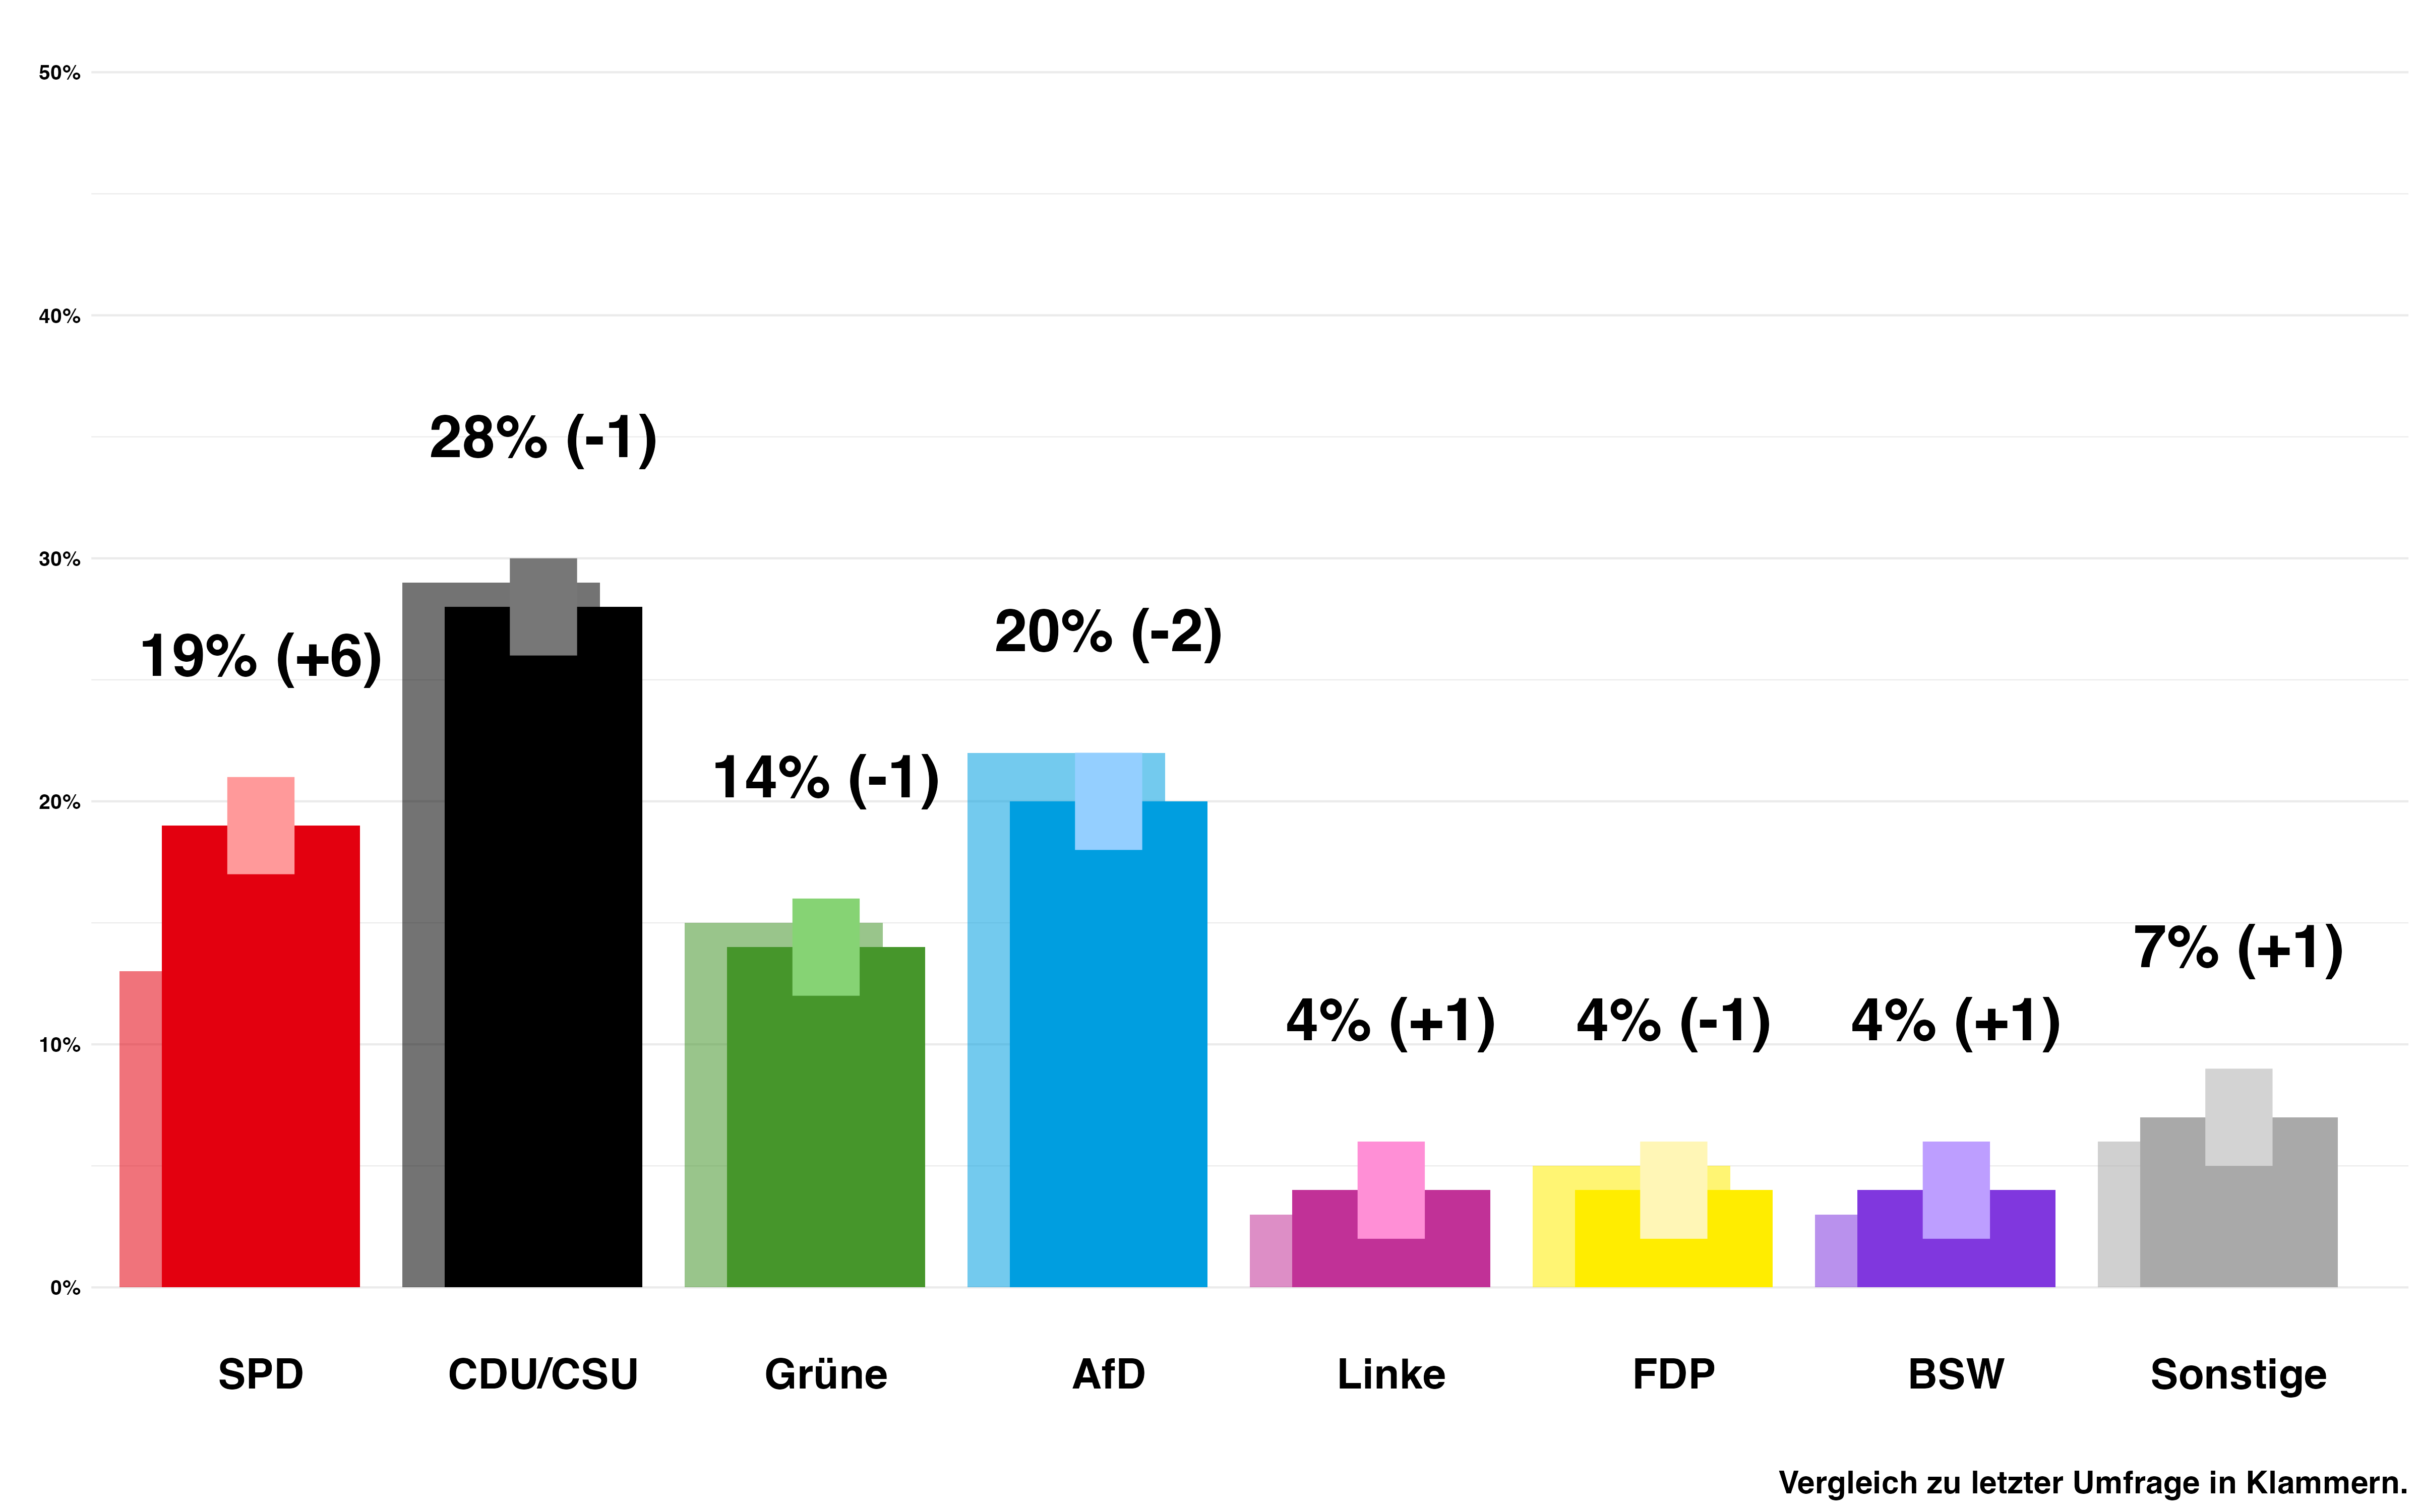 50%
40%
30%
20%
10%
0%
19% (+6)
28% (-1)
14% (-1)
20% (-2)
4% (+1)
4% (-1)
4% (+1)
7% (+1)
SPD
CDU/CSU
Grüne
AfD
Linke
FDP
BSW
Sonstige
Vergleich zu letzter Umfrage in Klammern.